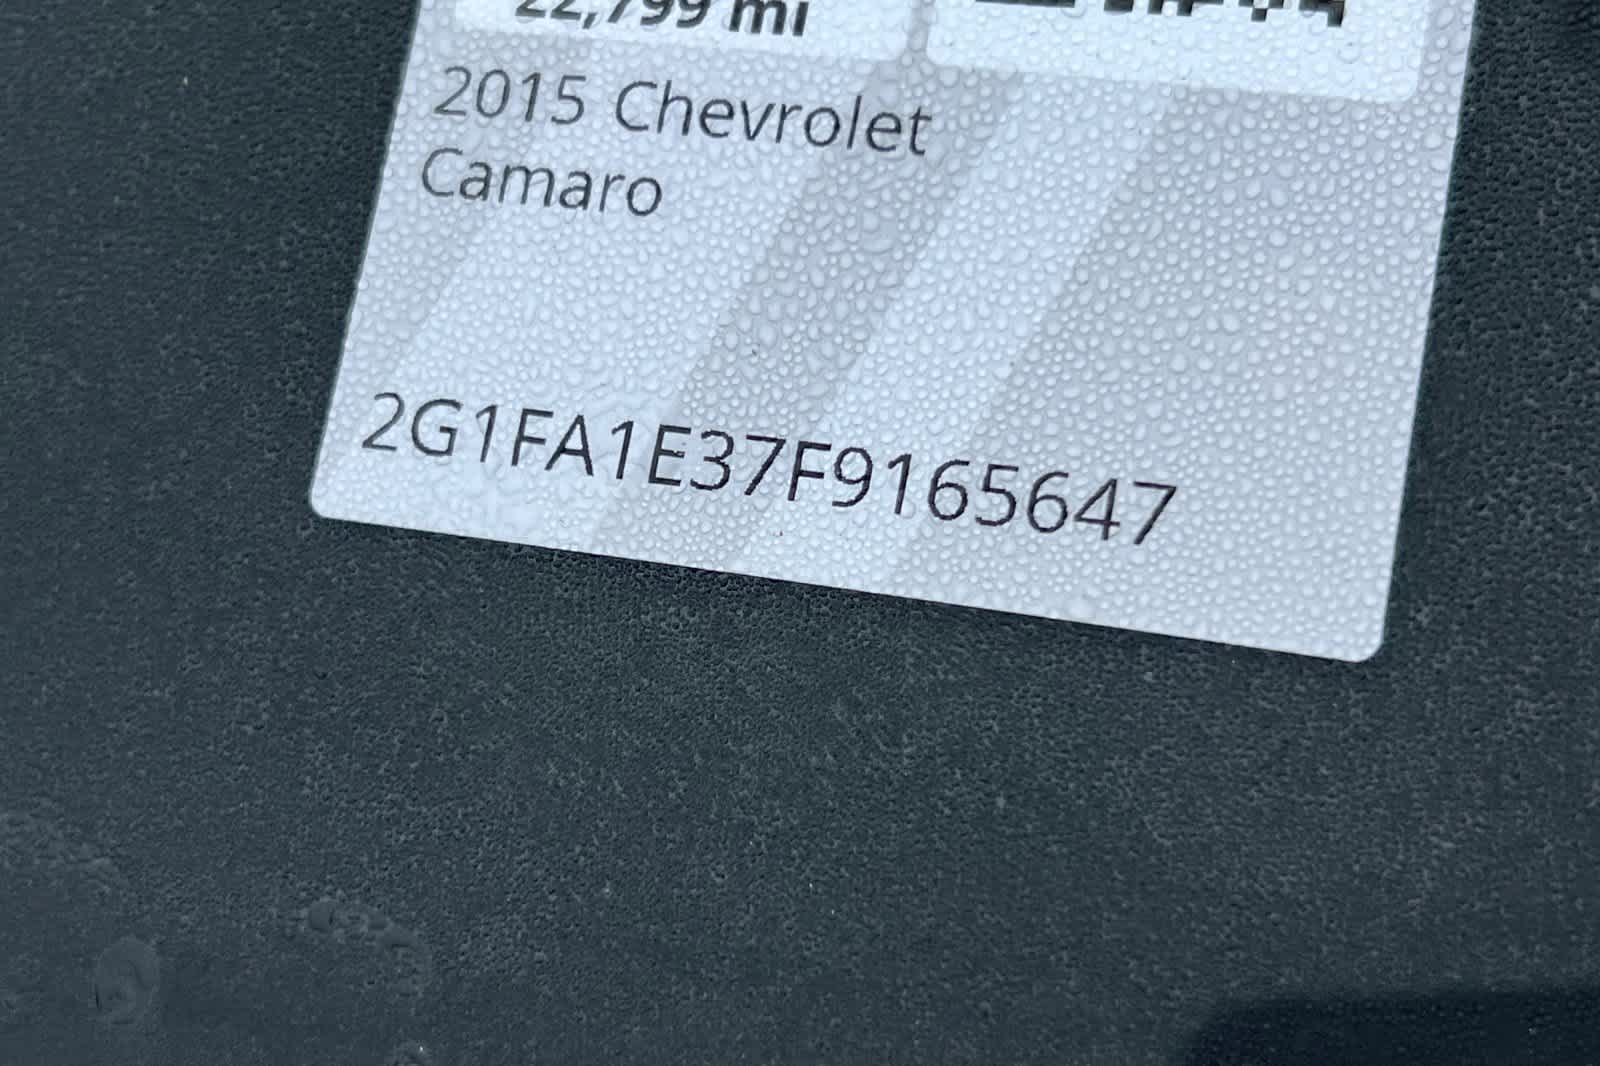 22,799 mi
2015 Chevrolet
Camaro
2G1FA1E37F9165647